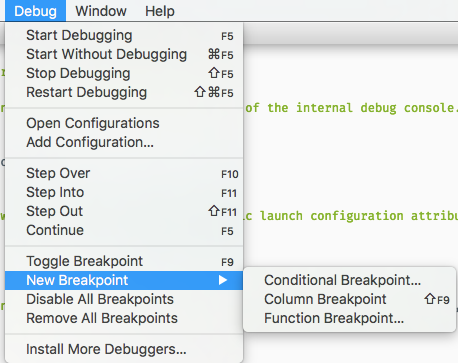 Debug Window Help
Start Debugging F5
Start Without Debugging ⌘F5
Stop Debugging ⇧F5
Restart Debugging ⇧⌘F5
of the internal debug console.
Open Configurations
Add Configuration...
Step Over F10
Step Into F11
Step Out ⇧F11
c launch configuration attribu
Continue F5
Toggle Breakpoint F9
New Breakpoint ▶
Conditional Breakpoint...
Disable All Breakpoints
Column Breakpoint ⇧F9
Remove All Breakpoints
Function Breakpoint...
Install More Debuggers...